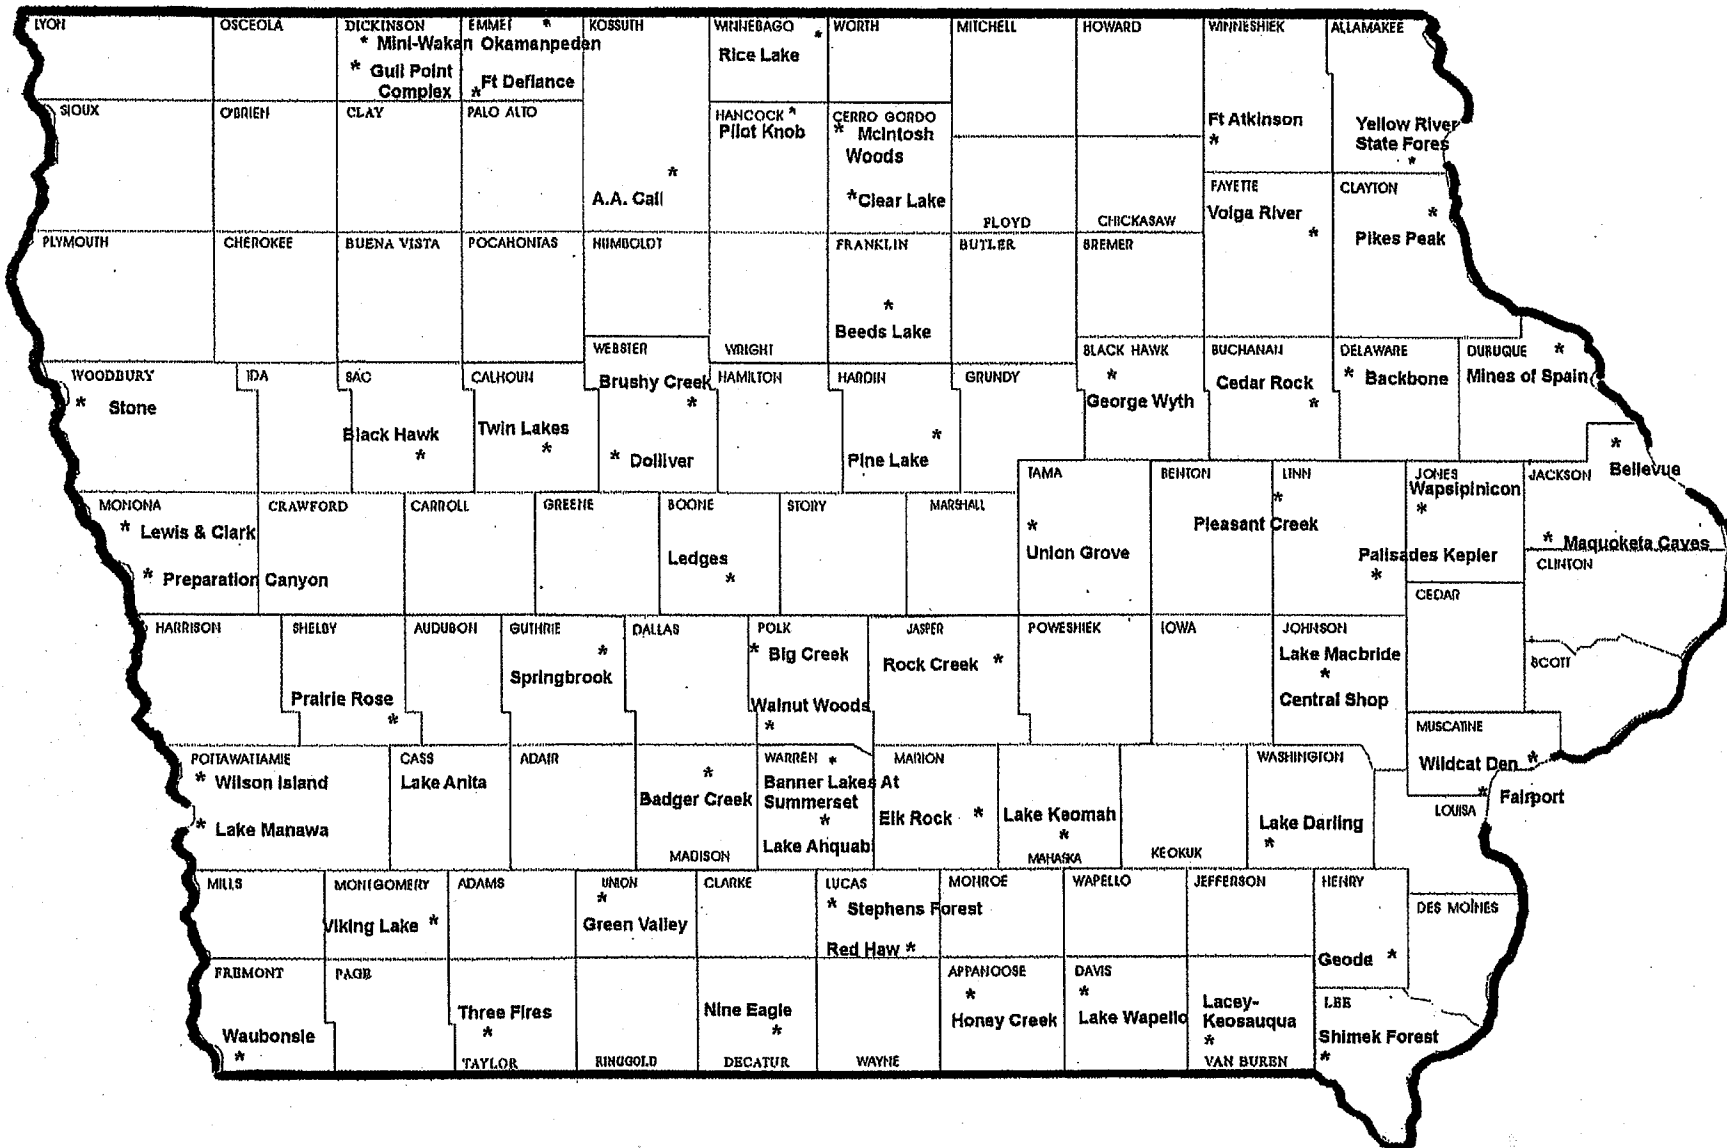 LYON
OSCEOLA
DICKINSON
* Mini-Wakan
* Gull Point
Complex
EMMET *
Okamanpeden
* Ft Defiance
KOSSUTH
WINNEBAGO *
Rice Lake
WORTH
MITCHELL
HOWARD
WINNESHIEK
ALLAMAKEE
SIOUX
O'BRIEN
CLAY
PALO ALTO
* A.A. Call
HANCOCK *
Pilot Knob
CERRO GORDO
* McIntosh
Woods
* Clear Lake
FLOYD
CHICKASAW
Ft Atkinson
*
Yellow River
State Fores
*
FAYETTE
Volga River
*
CLAYTON
*
Pikes Peak
PLYMOUTH
CHEROKEE
BUENA VISTA
POCAHONTAS
HUMBOLDT
WRIGHT
FRANKLIN
*
Beeds Lake
BUTLER
BREMER
WOODBURY
* Stone
IDA
SAC
Black Hawk
*
CALHOUN
Twin Lakes
*
WEBSTER
Brushy Creek
*
* Dolliver
HAMILTON
HARDIN
*
Pine Lake
GRUNDY
BLACK HAWK
*
George Wyth
BUCHANAN
Cedar Rock
*
DELAWARE
* Backbone
DUBUQUE *
Mines of Spain
MONONA
* Lewis & Clark
* Preparation Canyon
CRAWFORD
CARROLL
GREENE
BOONE
Ledges
*
STORY
MARSHALL
TAMA
*
Union Grove
BENTON
LINN
*
Pleasant Creek
Palisades Kepler
*
JONES
Wapsipinicon
*
JACKSON
*
Bellevue
* Maquoketa Caves
CLINTON
CEDAR
SCOTT
HARRISON
SHELBY
Prairie Rose
*
AUDUBON
GUTHRIE
*
Springbrook
DALLAS
POLK
* Big Creek
Walnut Woods
*
JASPER
Rock Creek *
POWESHIEK
IOWA
JOHNSON
Lake Macbride
*
Central Shop
MUSCATINE
Wildcat Den *
* Fairport
LOUISA
POTTAWATTAMIE
* Wilson Island
* Lake Manawa
CASS
Lake Anita
ADAIR
*
Badger Creek
MADISON
WARREN *
Banner Lakes At
Summerset
*
Lake Ahquabi
MARION
Elk Rock *
Lake Keomah
*
MAHASKA
KEOKUK
WASHINGTON
Lake Darling
*
MILLS
MONTGOMERY
Viking Lake *
ADAMS
UNION
*
Green Valley
CLARKE
LUCAS
* Stephens Forest
Red Haw *
MONROE
WAPELLO
JEFFERSON
HENRY
Geode *
DES MOINES
FREMONT
Waubonsie
*
PAGE
Three Fires
*
TAYLOR
RINGGOLD
Nine Eagle
*
DECATUR
WAYNE
APPANOOSE
*
Honey Creek
DAVIS
*
Lake Wapello
Lacey-
Keosauqua
*
VAN BUREN
LEE
Shimek Forest
*